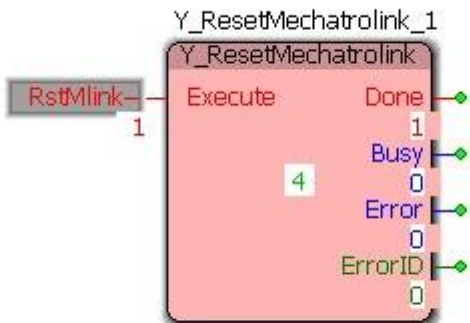 Y_ResetMechatrolink_1
Y_ResetMechatrolink
RstMlink Execute Done
1 1
Busy
4 0
Error
0
ErrorID
0